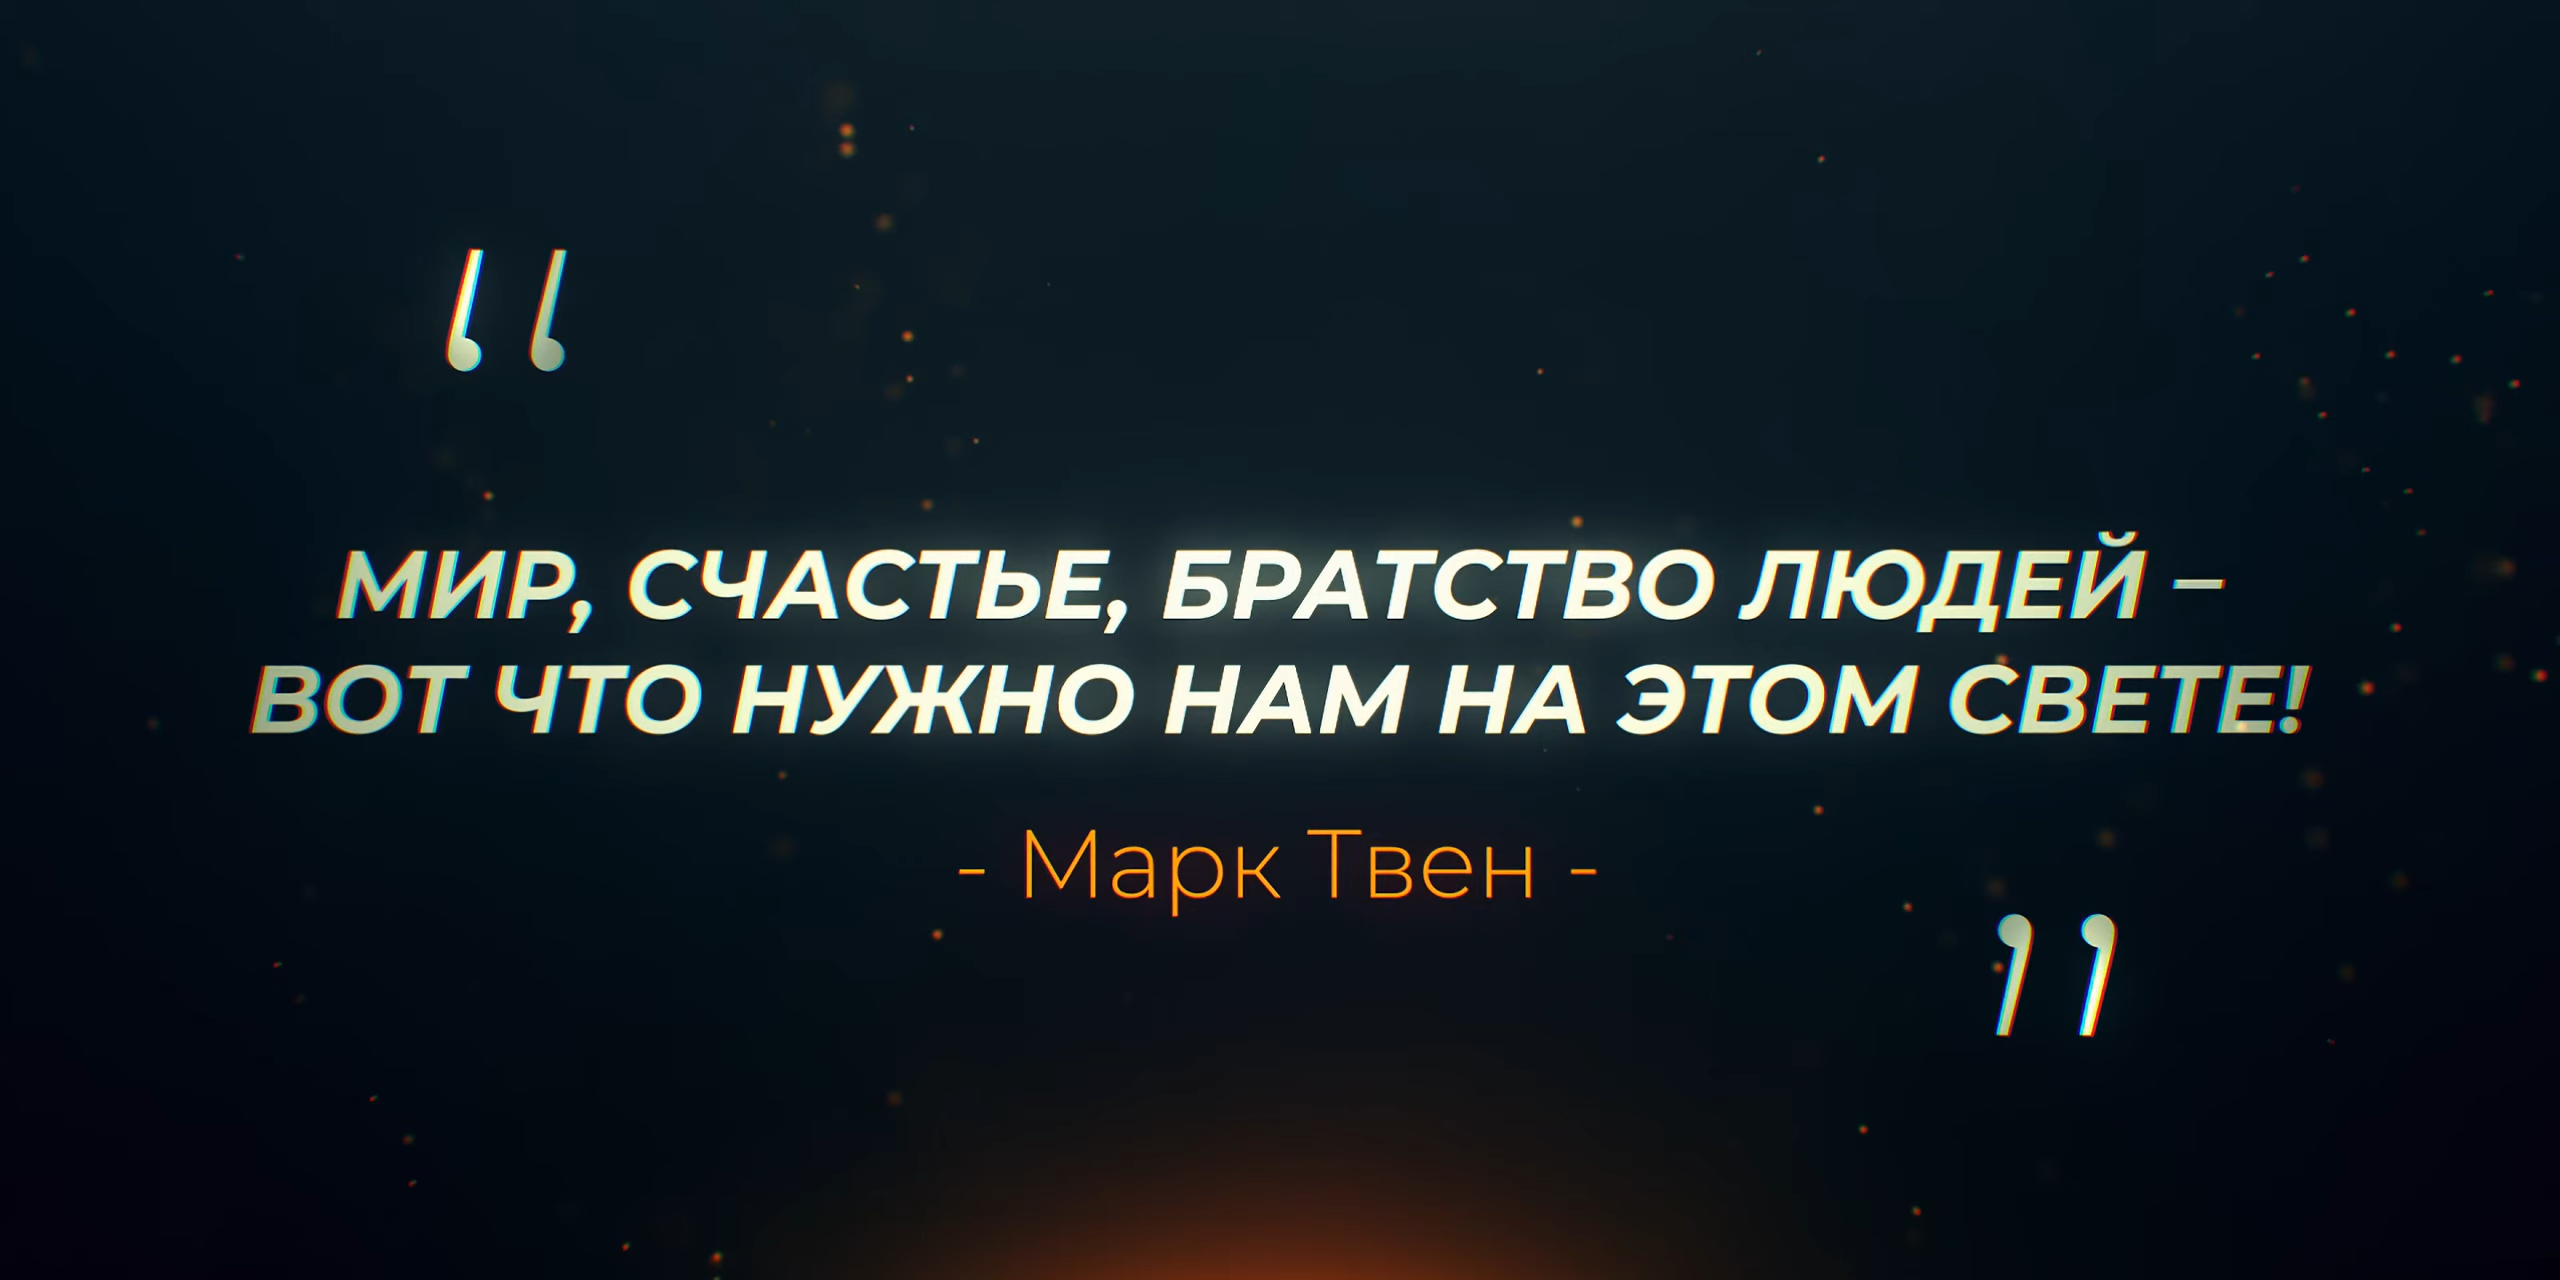 “
МИР, СЧАСТЬЕ, БРАТСТВО ЛЮДЕЙ –
ВОТ ЧТО НУЖНО НАМ НА ЭТОМ СВЕТЕ!
- Марк Твен -
”